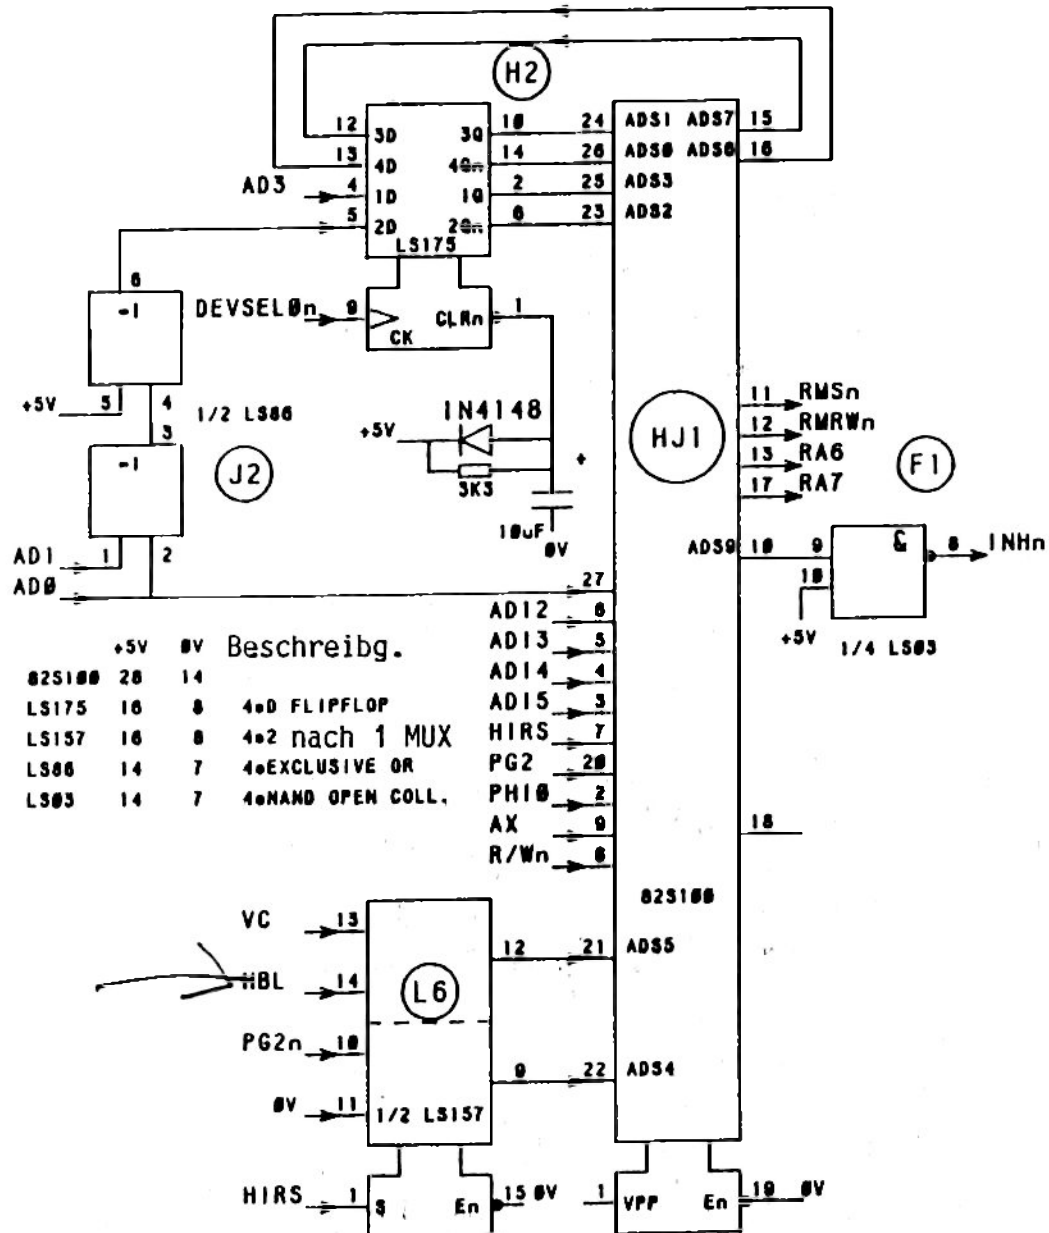 H2
12 3D 3Q 10 24 ADS1 ADS7 15
13 4D 4Qn 14 26 ADS0 ADS6 16
AD3 4 1D 1Q 2 25 ADS3
5 2D 2Qn 6 23 ADS2
LS175
6
-1
DEVSEL0n 9 CK CLRn 1
+5V 5 4
1/2 LS86
3
-1
J2
1N4148
+5V
3K3
+
10uF
0V
HJ1
11 RMSn
12 RMRWn
13 RA6
17 RA7
F1
AD1 1 2
AD0 27
ADS9 10 9 & 8 INHn
10
+5V
1/4 LS03
AD12 6
AD13 5
AD14 4
AD15 3
HIRS 7
PG2 20
PHI0 2
AX 9
R/Wn 8
18
82S100
+5V 0V Beschreibg.
82S100 28 14
LS175 16 8 4*D FLIPFLOP
LS157 16 8 4*2 nach 1 MUX
LS86 14 7 4*EXCLUSIVE OR
LS03 14 7 4*NAND OPEN COLL.
VC 13 12 21 ADS5
HBL 14
L6
PG2n 10 9 22 ADS4
0V 11 1/2 LS157
HIRS 1 S En 15 0V
1 VPP En 19 0V